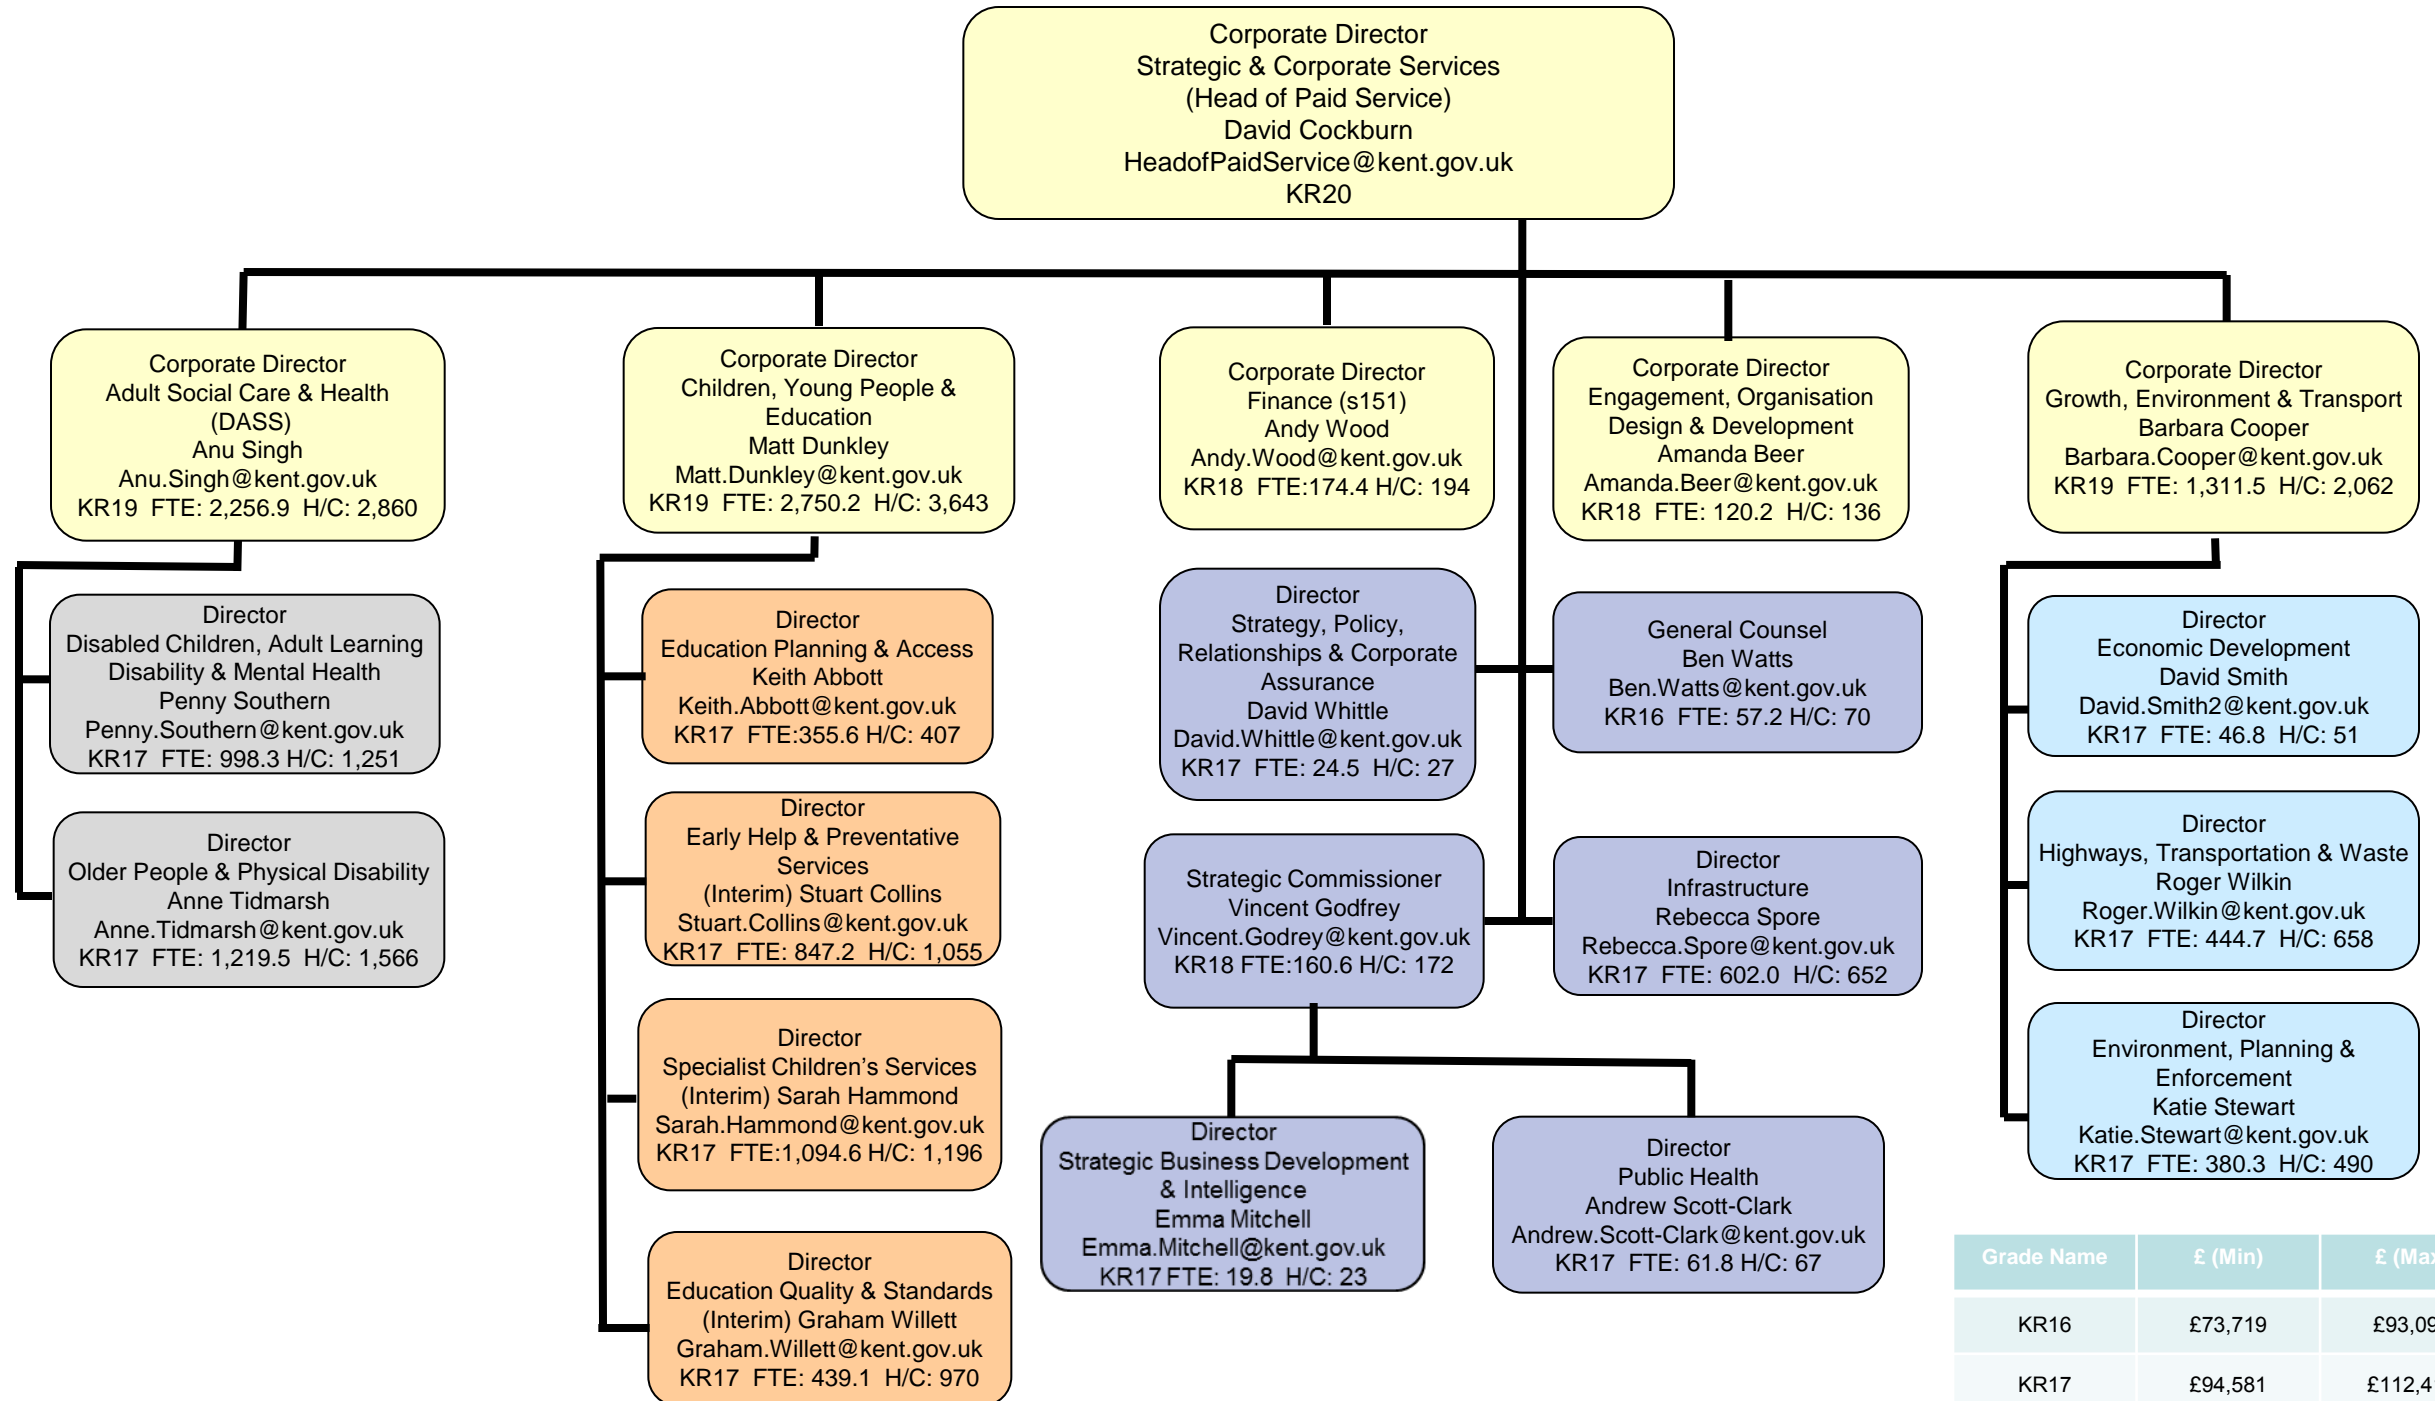 Corporate Director
Strategic & Corporate Services
(Head of Paid Service)
David Cockburn
HeadofPaidService@kent.gov.uk
KR20
Corporate Director
Adult Social Care & Health
(DASS)
Anu Singh
Anu.Singh@kent.gov.uk
KR19 FTE: 2,256.9 H/C: 2,860
Corporate Director
Children, Young People &
Education
Matt Dunkley
Matt.Dunkley@kent.gov.uk
KR19 FTE: 2,750.2 H/C: 3,643
Corporate Director
Finance (s151)
Andy Wood
Andy.Wood@kent.gov.uk
KR18 FTE:174.4 H/C: 194
Corporate Director
Engagement, Organisation
Design & Development
Amanda Beer
Amanda.Beer@kent.gov.uk
KR18 FTE: 120.2 H/C: 136
Corporate Director
Growth, Environment & Transport
Barbara Cooper
Barbara.Cooper@kent.gov.uk
KR19 FTE: 1,311.5 H/C: 2,062
Director
Disabled Children, Adult Learning
Disability & Mental Health
Penny Southern
Penny.Southern@kent.gov.uk
KR17 FTE: 998.3 H/C: 1,251
Director
Older People & Physical Disability
Anne Tidmarsh
Anne.Tidmarsh@kent.gov.uk
KR17 FTE: 1,219.5 H/C: 1,566
Director
Education Planning & Access
Keith Abbott
Keith.Abbott@kent.gov.uk
KR17 FTE:355.6 H/C: 407
Director
Early Help & Preventative
Services
(Interim) Stuart Collins
Stuart.Collins@kent.gov.uk
KR17 FTE: 847.2 H/C: 1,055
Director
Specialist Children’s Services
(Interim) Sarah Hammond
Sarah.Hammond@kent.gov.uk
KR17 FTE:1,094.6 H/C: 1,196
Director
Education Quality & Standards
(Interim) Graham Willett
Graham.Willett@kent.gov.uk
KR17 FTE: 439.1 H/C: 970
Director
Strategy, Policy,
Relationships & Corporate
Assurance
David Whittle
David.Whittle@kent.gov.uk
KR17 FTE: 24.5 H/C: 27
General Counsel
Ben Watts
Ben.Watts@kent.gov.uk
KR16 FTE: 57.2 H/C: 70
Strategic Commissioner
Vincent Godfrey
Vincent.Godrey@kent.gov.uk
KR18 FTE:160.6 H/C: 172
Director
Infrastructure
Rebecca Spore
Rebecca.Spore@kent.gov.uk
KR17 FTE: 602.0 H/C: 652
Director
Strategic Business Development
& Intelligence
Emma Mitchell
Emma.Mitchell@kent.gov.uk
KR17 FTE: 19.8 H/C: 23
Director
Public Health
Andrew Scott-Clark
Andrew.Scott-Clark@kent.gov.uk
KR17 FTE: 61.8 H/C: 67
Director
Economic Development
David Smith
David.Smith2@kent.gov.uk
KR17 FTE: 46.8 H/C: 51
Director
Highways, Transportation & Waste
Roger Wilkin
Roger.Wilkin@kent.gov.uk
KR17 FTE: 444.7 H/C: 658
Director
Environment, Planning &
Enforcement
Katie Stewart
Katie.Stewart@kent.gov.uk
KR17 FTE: 380.3 H/C: 490
Grade Name £ (Min) £
KR16 £73,719
KR17 £94,581